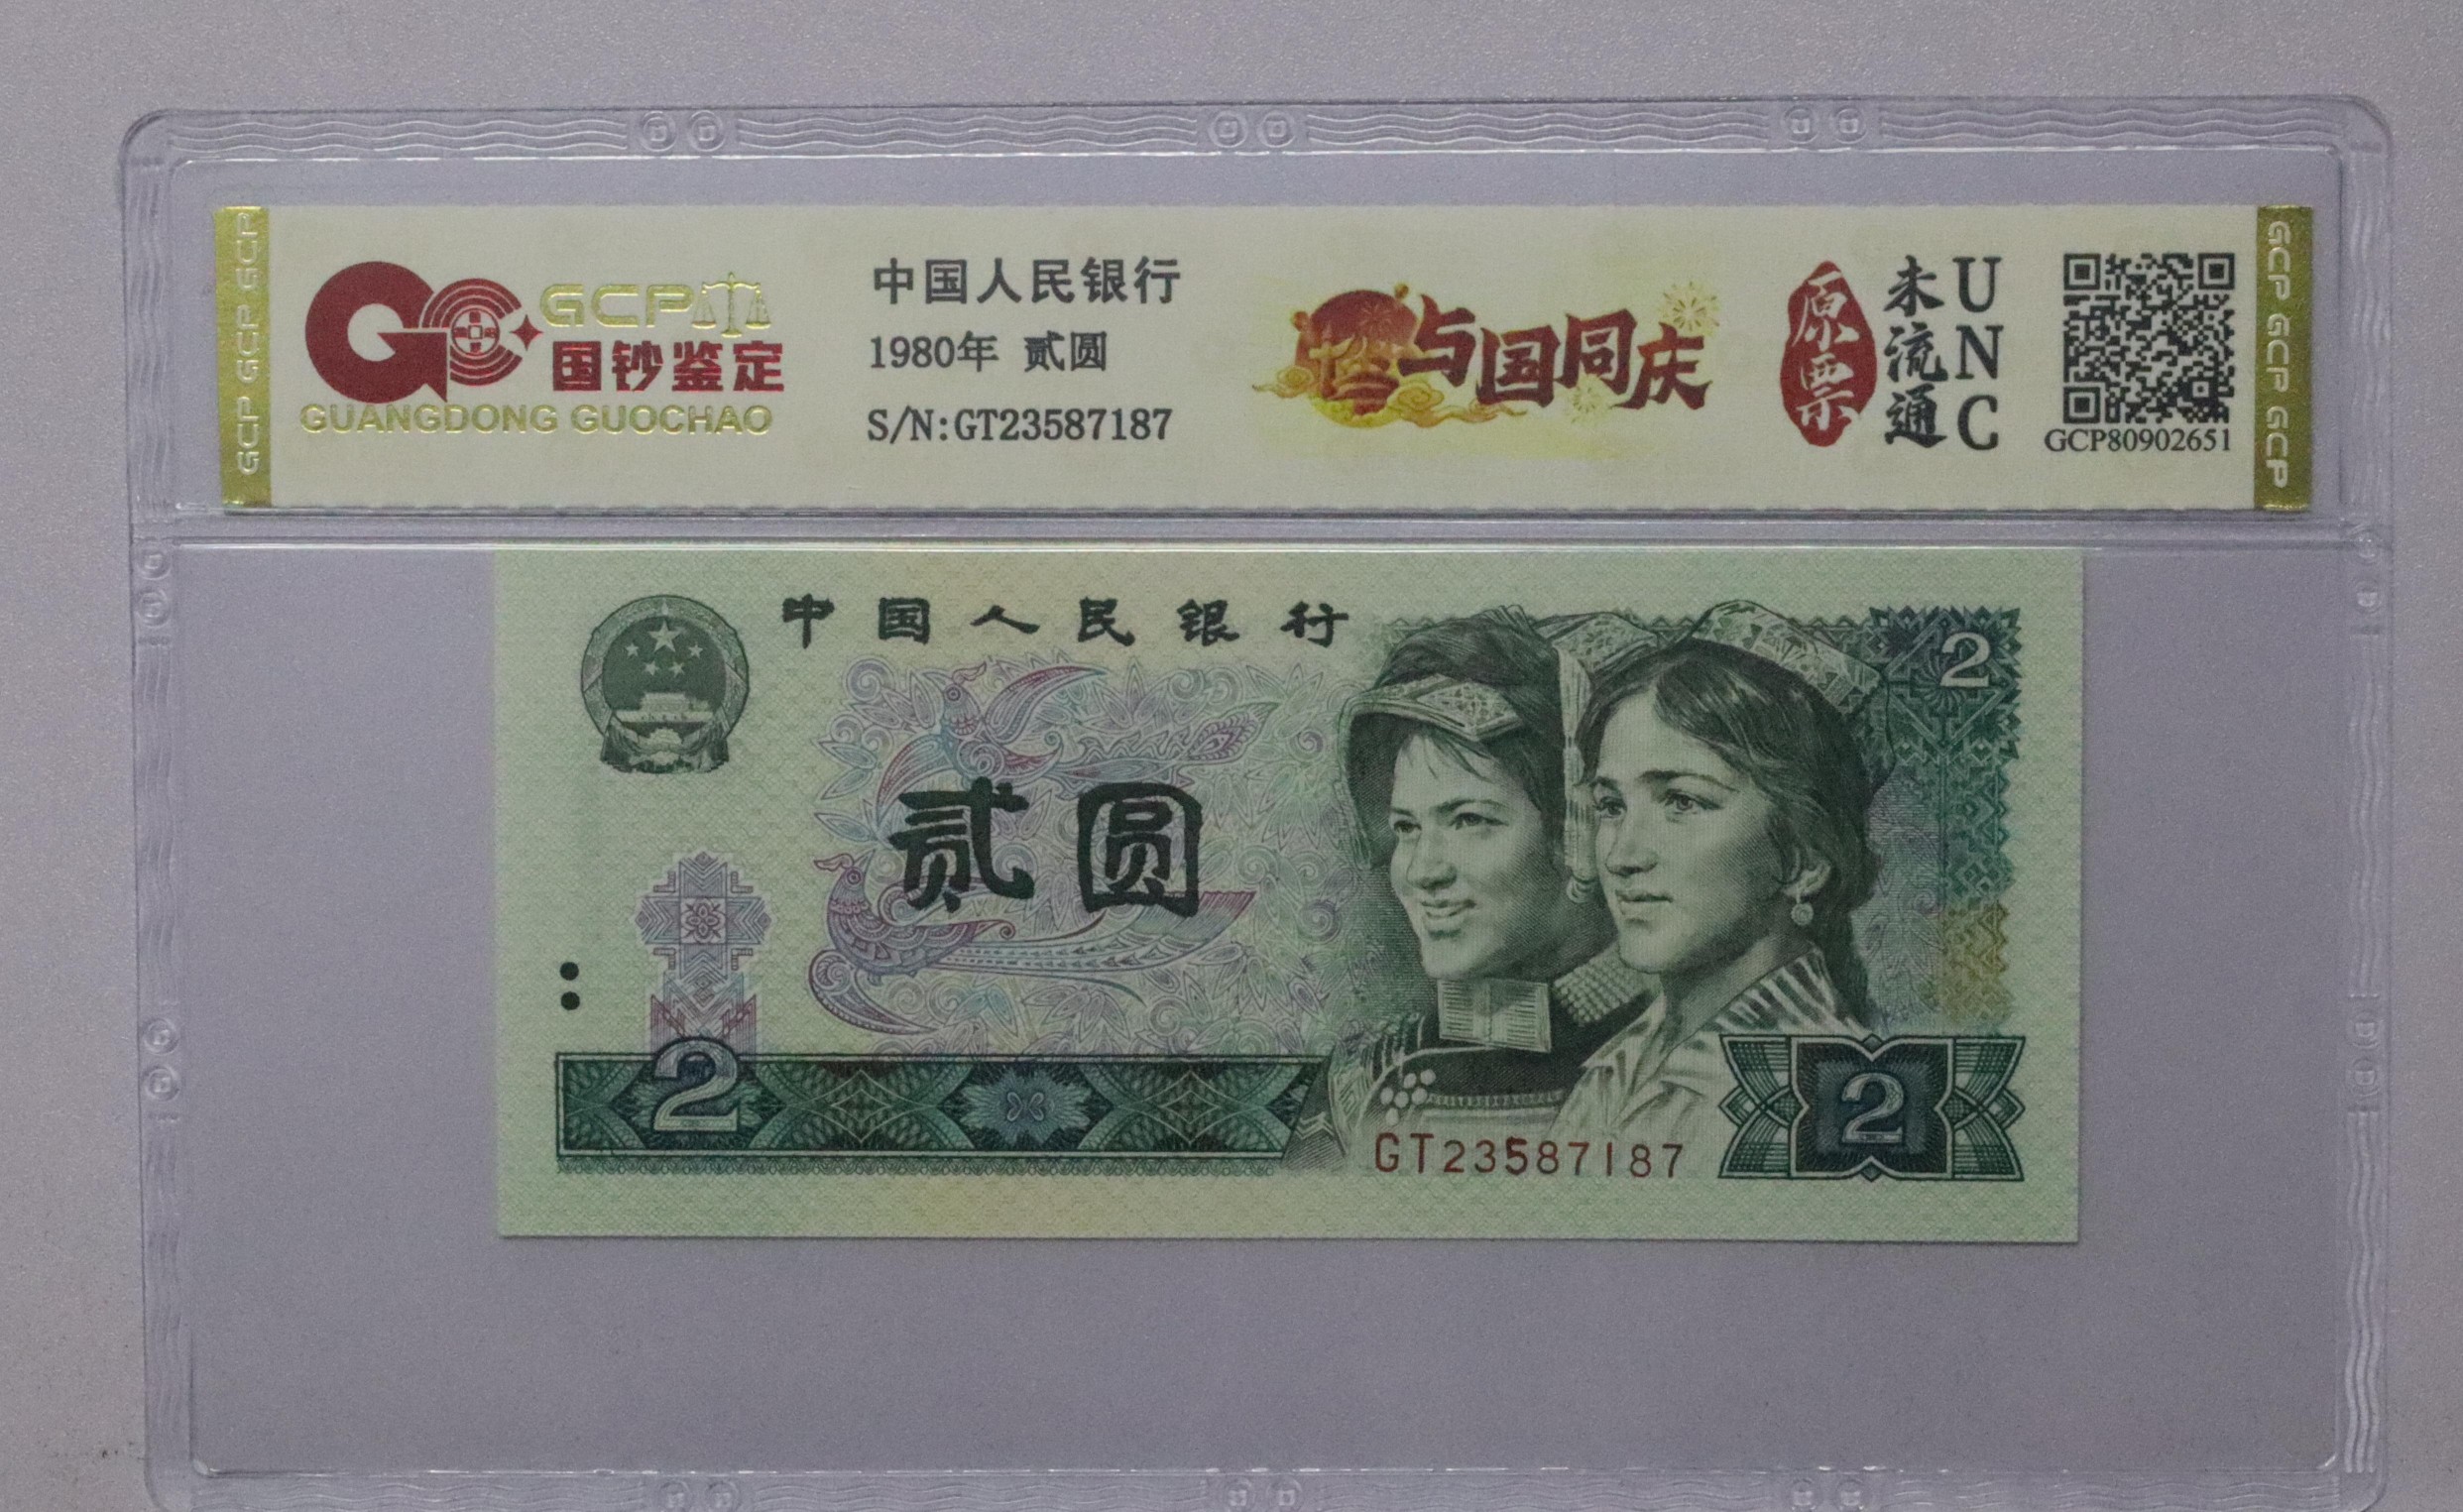 GCP GCP GCP
GCP
国钞鉴定
GUANGDONG GUOCHAO
中国人民银行
1980年 贰圆
S/N:GT23587187
与国同庆
原票
未流通
UNC
GCP80902651
GCP GCP GCP
中国人民银行
2
贰圆
2
2
GT23587187